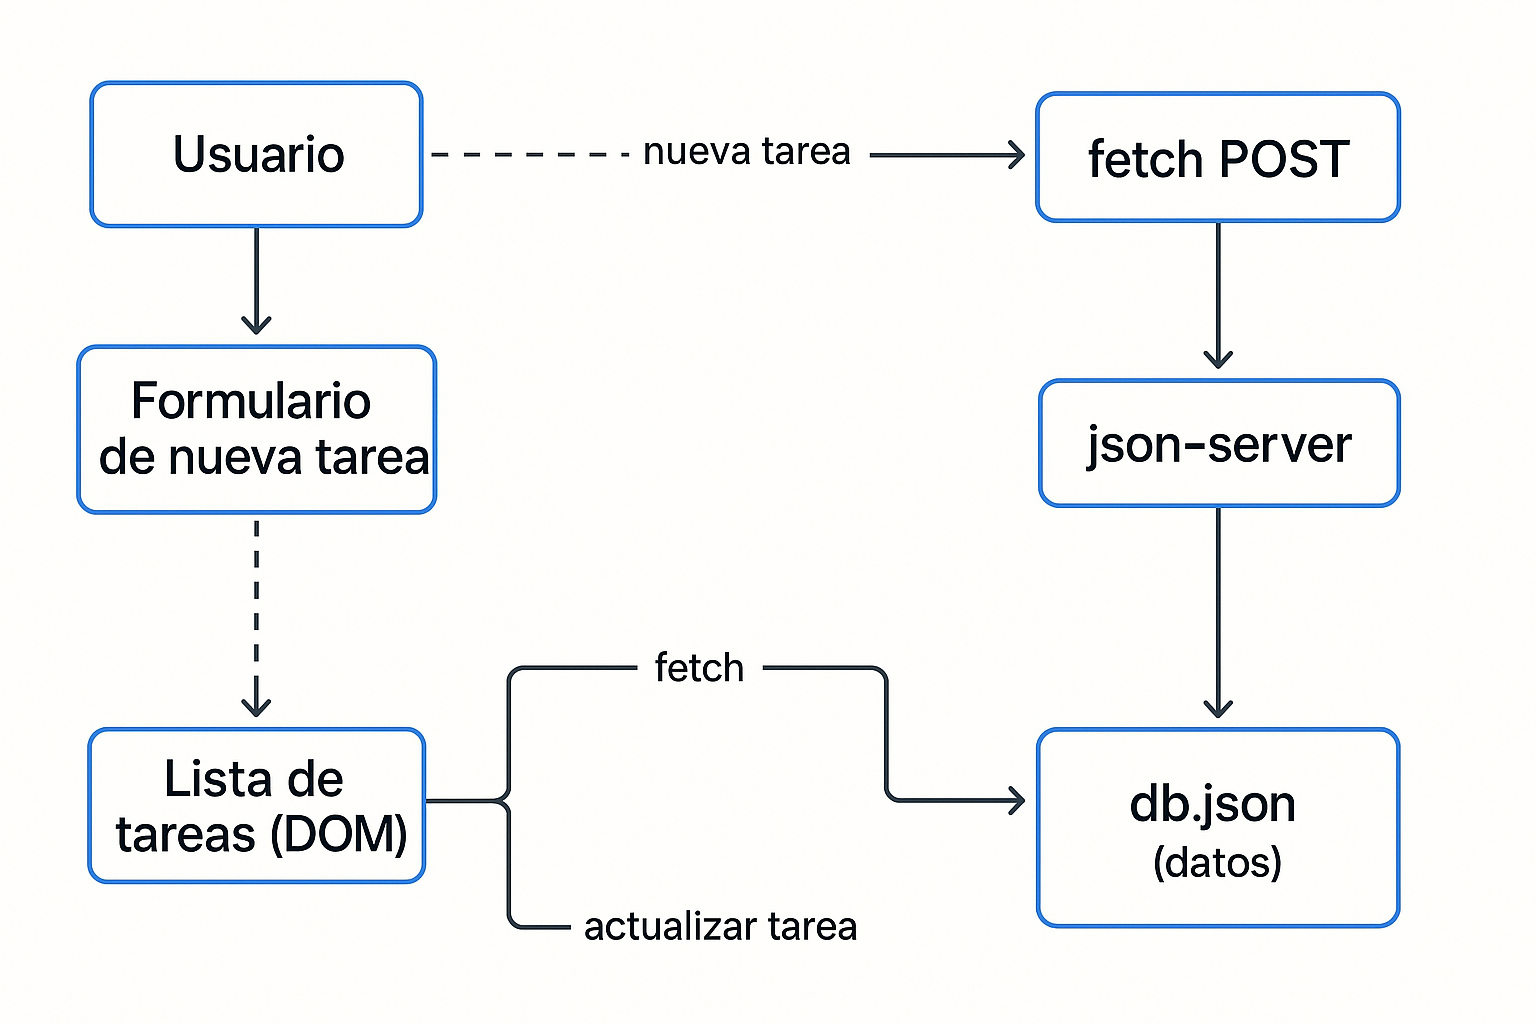 Usuario
nueva tarea
fetch POST
Formulario
de nueva tarea
json-server
fetch
Lista de
tareas (DOM)
db.json
(datos)
actualizar tarea